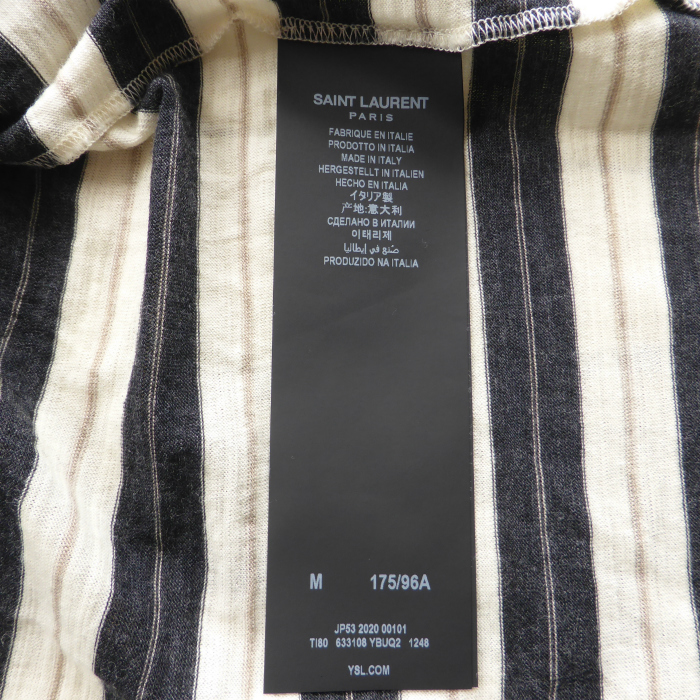 SAINT LAURENT
PARIS
FABRIQUE EN ITALIE
PRODOTTO IN ITALIA
MADE IN ITALY
HERGESTELLT IN ITALIEN
HECHO EN ITALIA
イタリア製
产地:意大利
СДЕЛАНО В ИТАЛИИ
이태리제
صنع في إيطاليا
PRODUZIDO NA ITALIA
M 175/96A
JP53 2020 00101
TI80 633108 YBUQ2 1248
YSL.COM